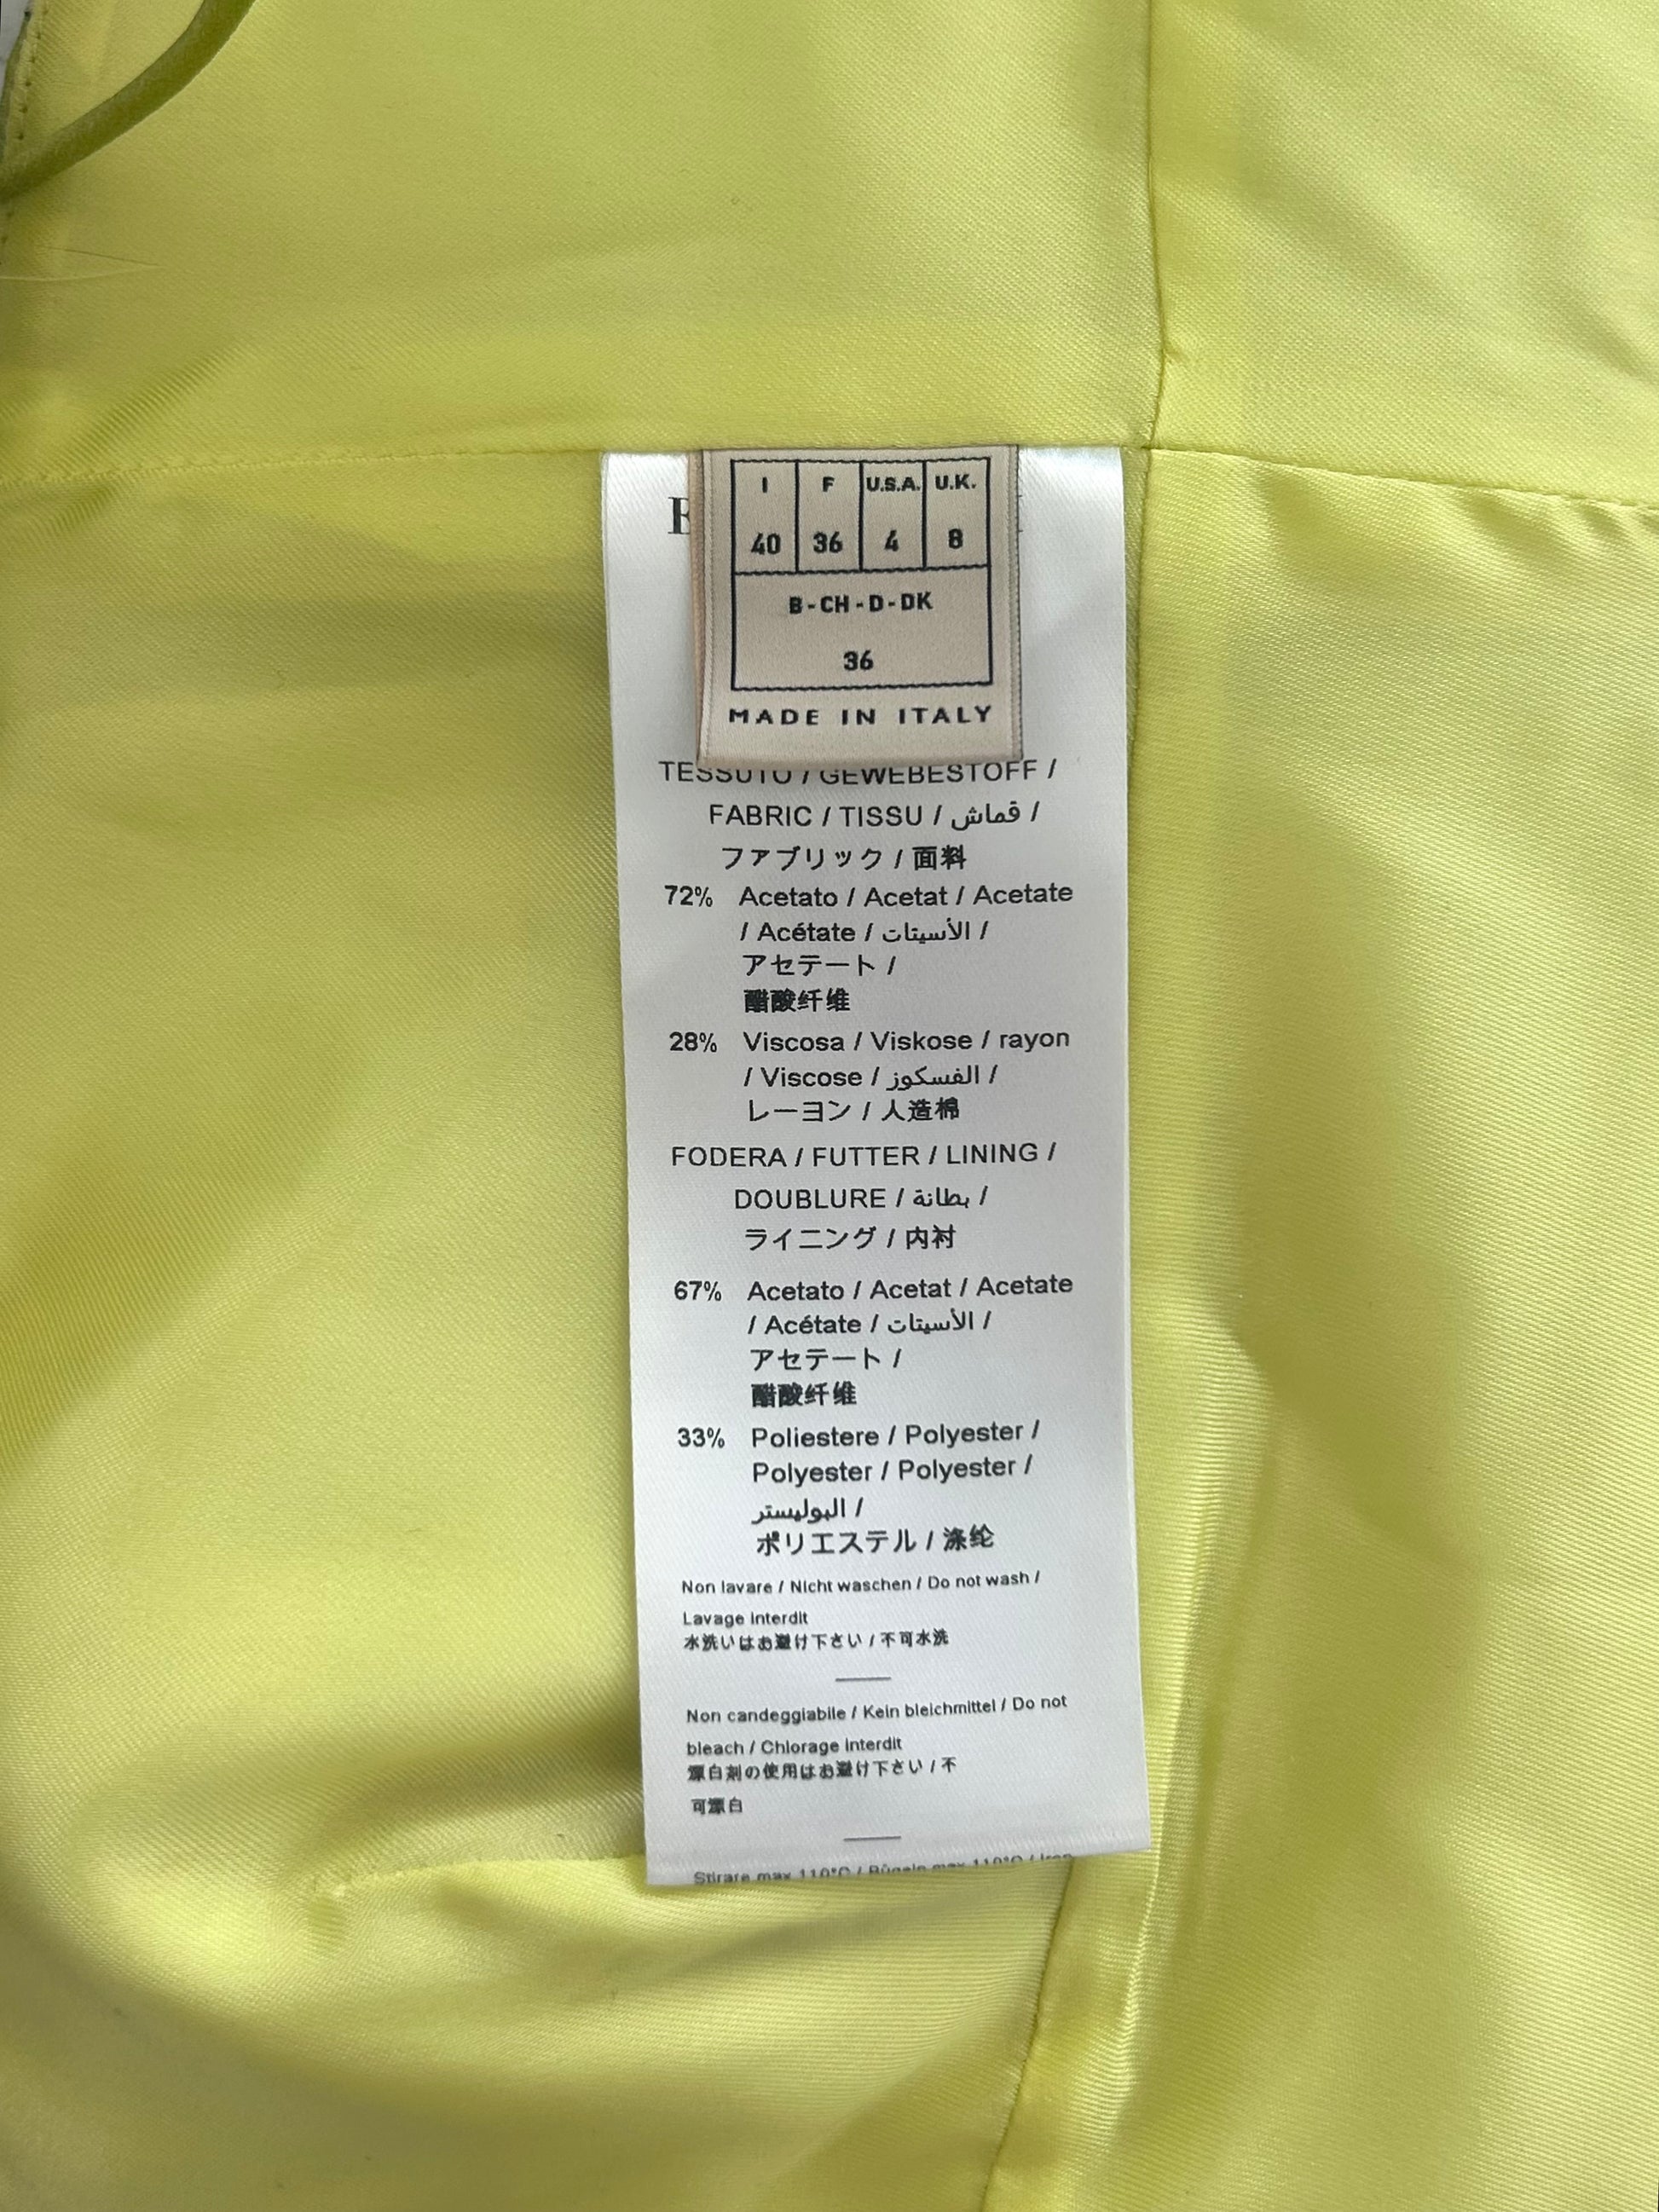 I F U.S.A. U.K.
40 36 4 8
B-CH-D-DK
36
MADE IN ITALY
TESSUTO / GEWEBESTOFF /
FABRIC / TISSU / قماش /
ファブリック / 面料
72% Acetato / Acetat / Acetate
/ Acétate / الأسيتات /
アセテート /
醋酸纤维
28% Viscosa / Viskose / rayon
/ Viscose / الفسكوز /
レーヨン / 人造棉
FODERA / FUTTER / LINING /
DOUBLURE / بطانة /
ライニング / 内衬
67% Acetato / Acetat / Acetate
/ Acétate / الأسيتات /
アセテート /
醋酸纤维
33% Poliestere / Polyester /
Polyester / Polyester /
البوليستر /
ポリエステル / 涤纶
Non lavare / Nicht waschen / Do not wash /
Lavage interdit
水洗いはお避け下さい / 不可水洗
Non candeggiabile / Kein bleichmittel / Do not
bleach / Chlorage interdit
漂白剤の使用はお避け下さい / 不
可漂白
Stirare max 110°C / Bügeln max 110°C / Iron